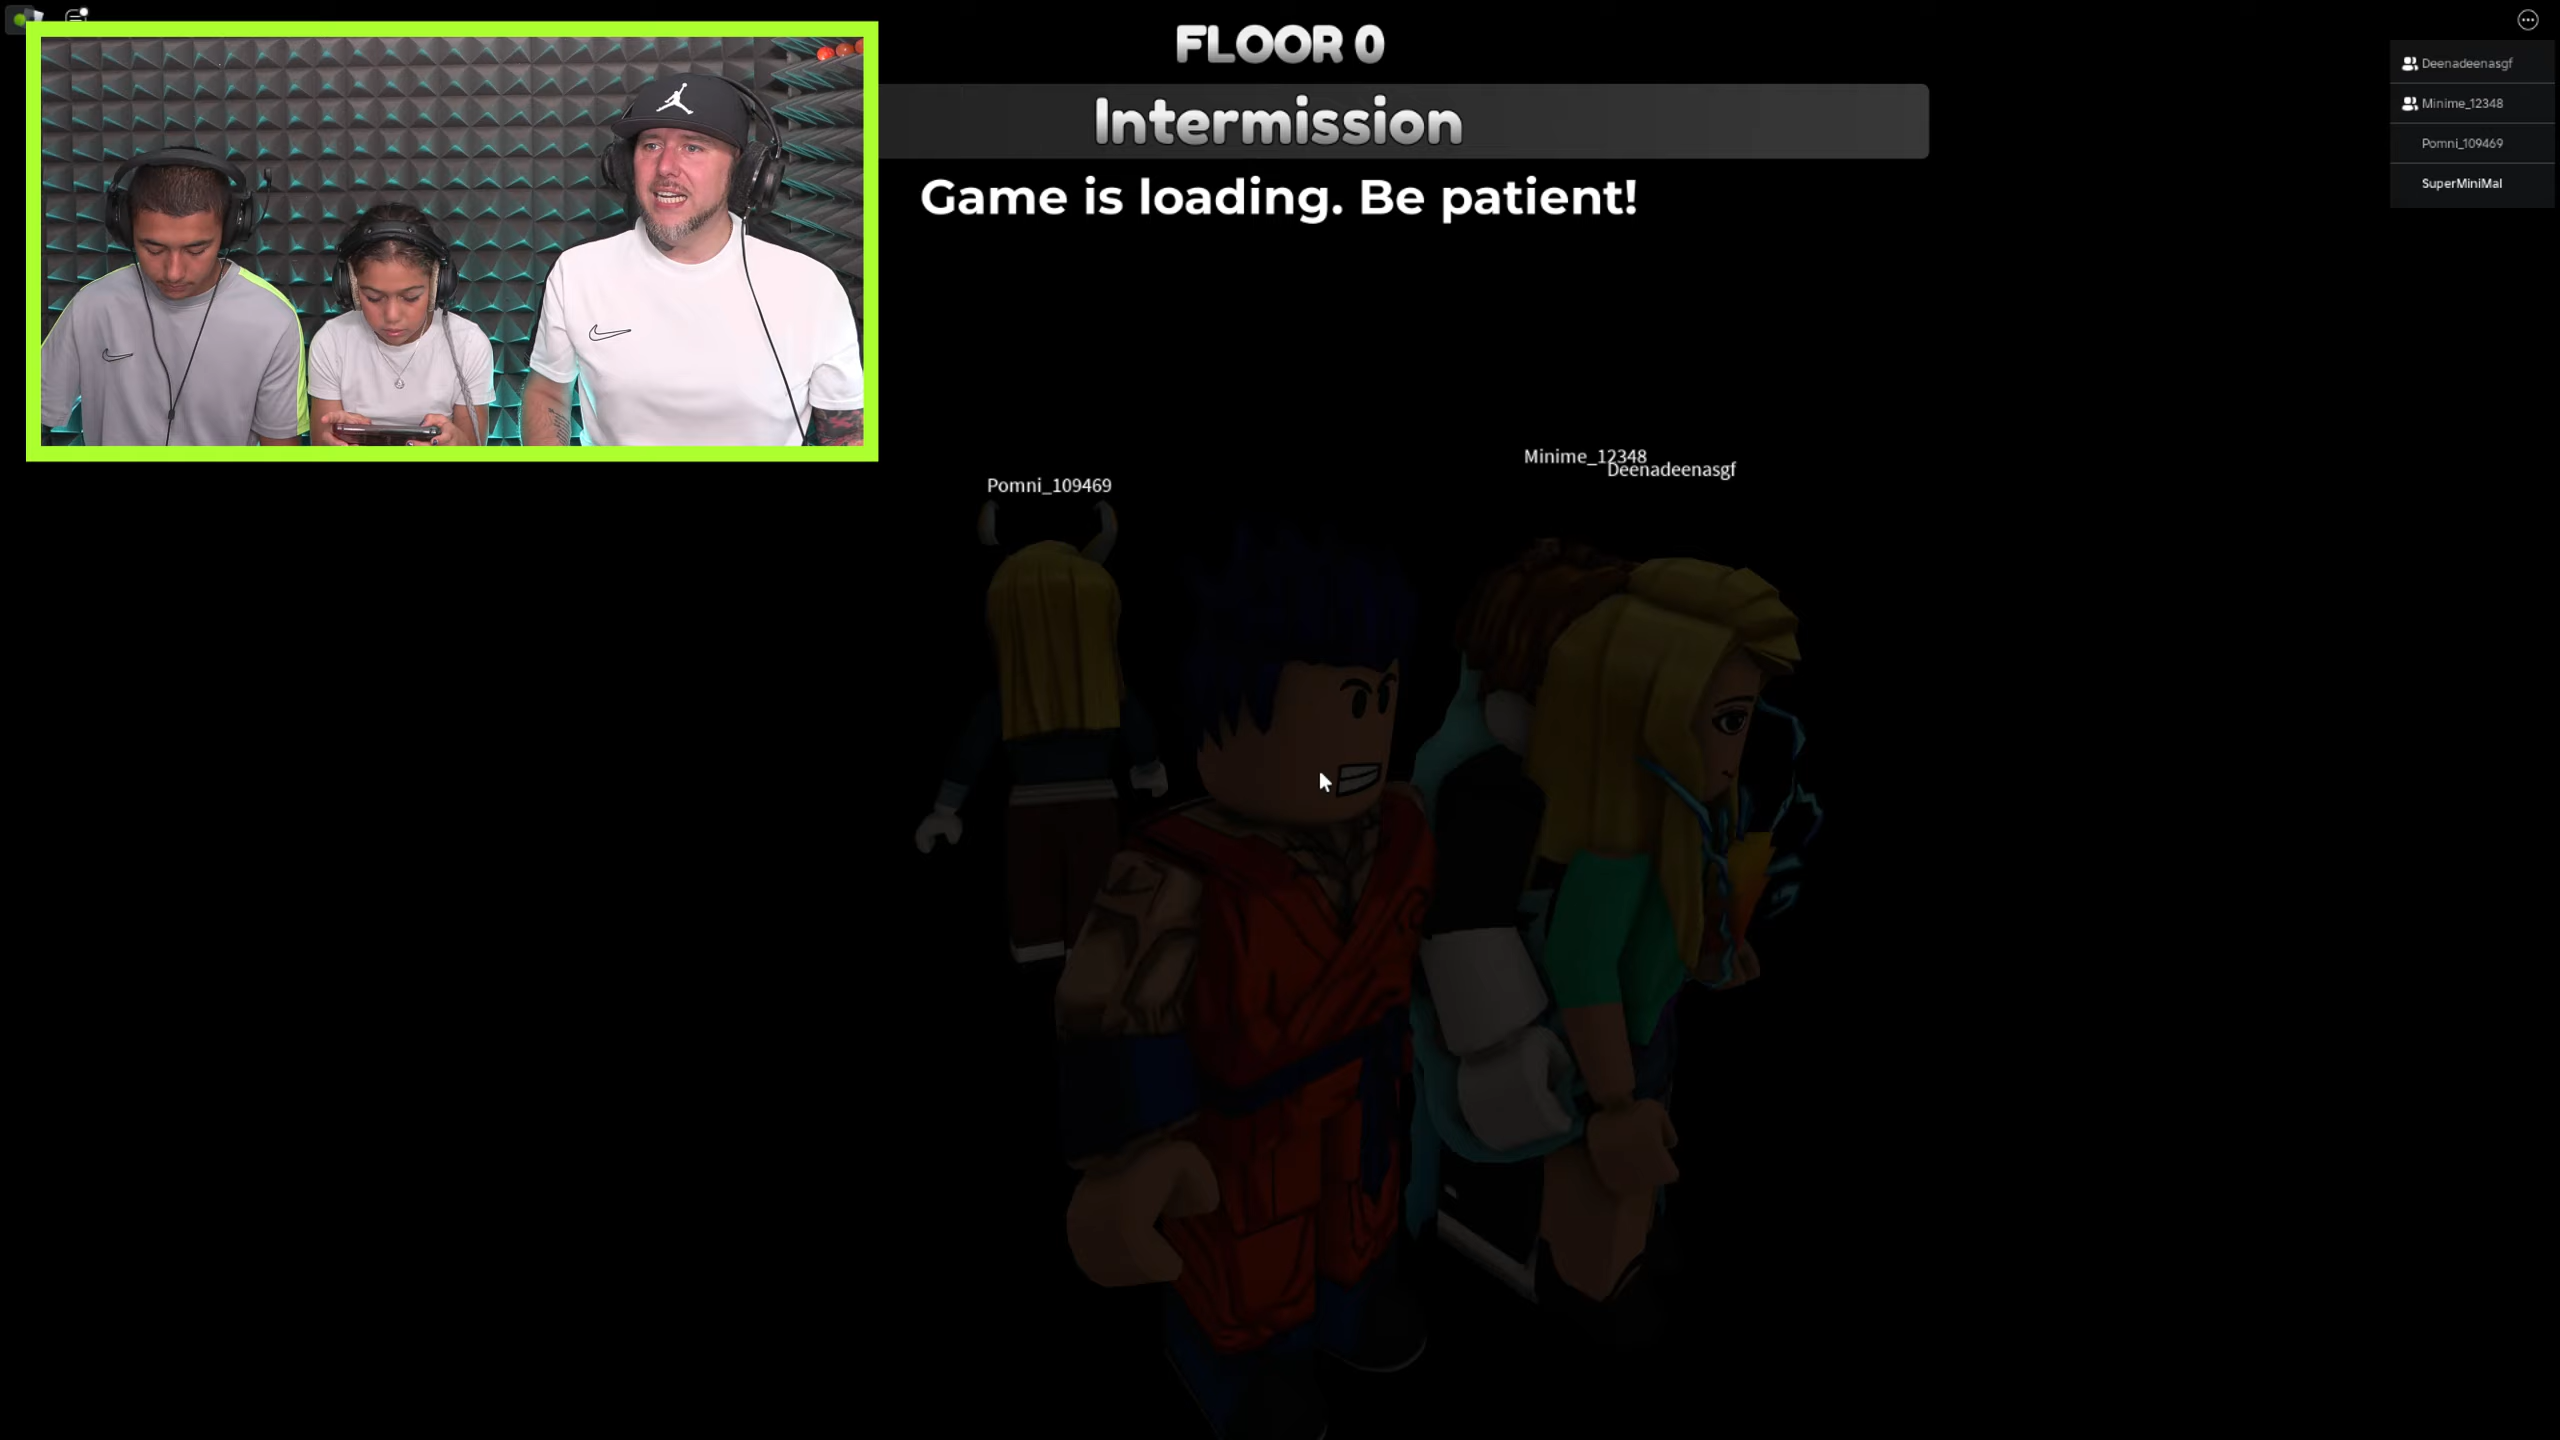 FLOOR 0
Intermission
Game is loading. Be patient!
Deenadeenasgf
Minime_12348
Pomni_109469
SuperMiniMal
Minime_12348
Deenadeenasgf
Pomni_109469